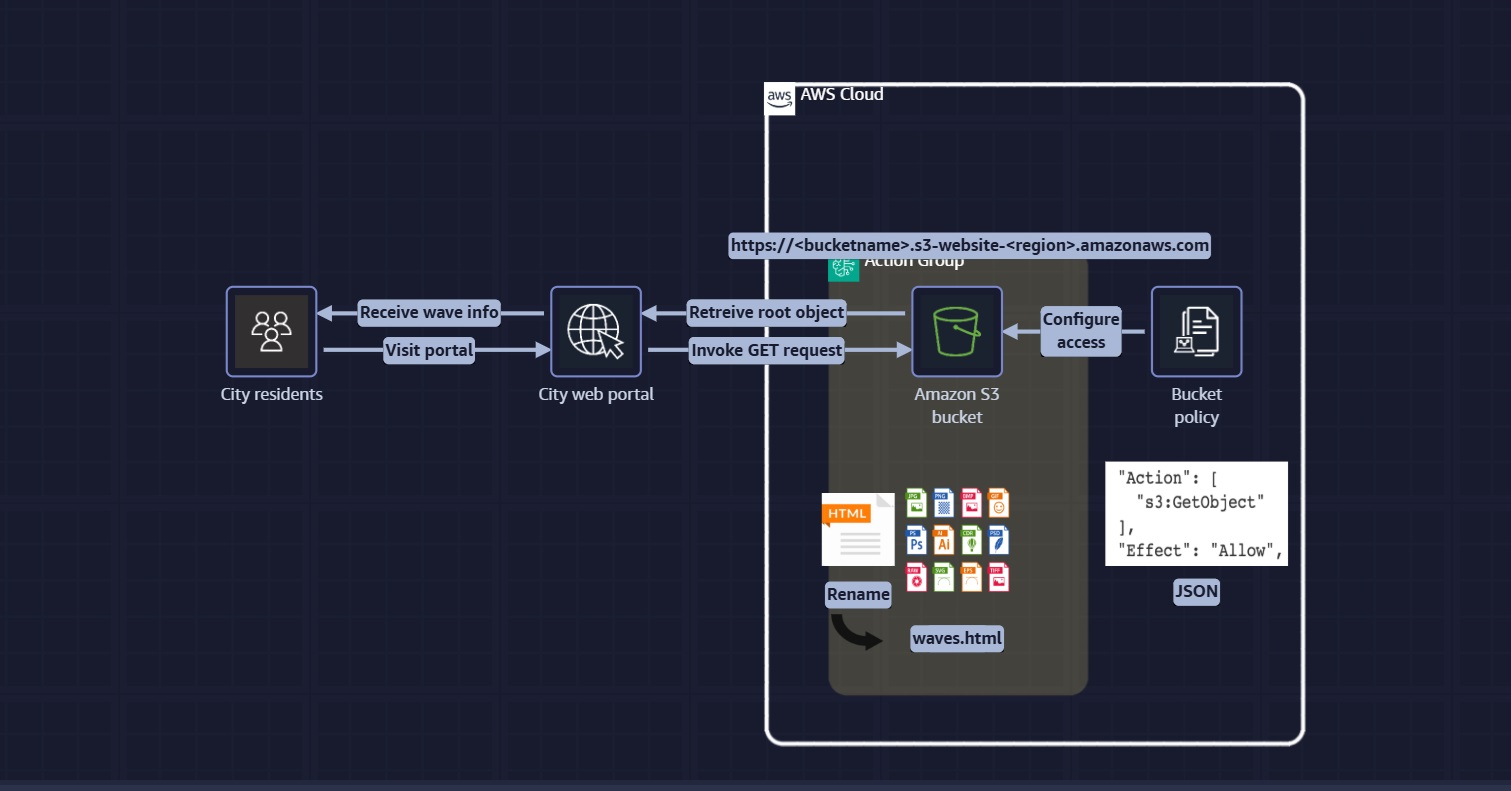 aws
AWS Cloud
https://<bucketname>.s3-website-<region>.amazonaws.com
Action Group
Receive wave info
Retreive root object
Configure
access
Visit portal
Invoke GET request
City residents
City web portal
Amazon S3
bucket
Bucket
policy
HTML
JPG
PNG
BMP
GIF
PS
Ps
AI
Ai
CDR
PSD
RAW
SVG
EPS
TIFF
"Action": [
"s3:GetObject"
],
"Effect": "Allow",
Rename
JSON
waves.html